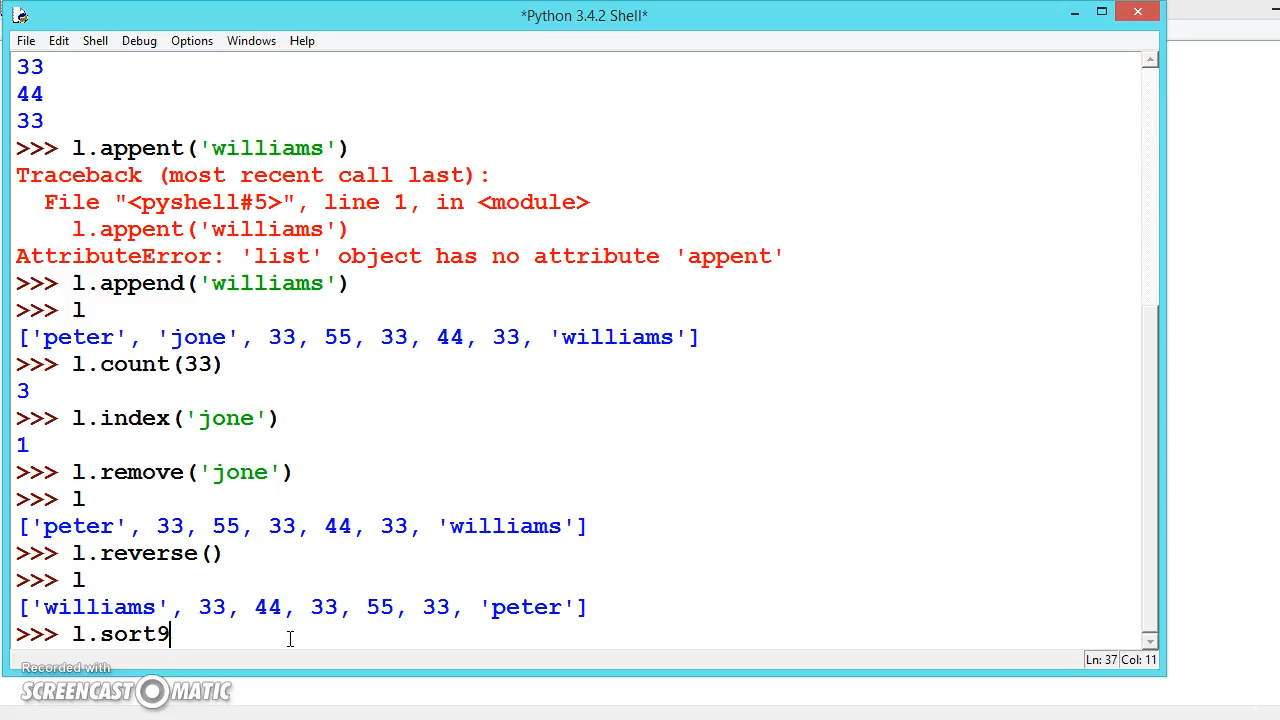 *Python 3.4.2 Shell*
File Edit Shell Debug Options Windows Help
33
44
33
>>> l.appent('williams')
Traceback (most recent call last):
  File "<pyshell#5>", line 1, in <module>
    l.appent('williams')
AttributeError: 'list' object has no attribute 'appent'
>>> l.append('williams')
>>> l
['peter', 'jone', 33, 55, 33, 44, 33, 'williams']
>>> l.count(33)
3
>>> l.index('jone')
1
>>> l.remove('jone')
>>> l
['peter', 33, 55, 33, 44, 33, 'williams']
>>> l.reverse()
>>> l
['williams', 33, 44, 33, 55, 33, 'peter']
>>> l.sort9
Ln: 37 Col: 11
Recorded with
SCREENCAST MATIC